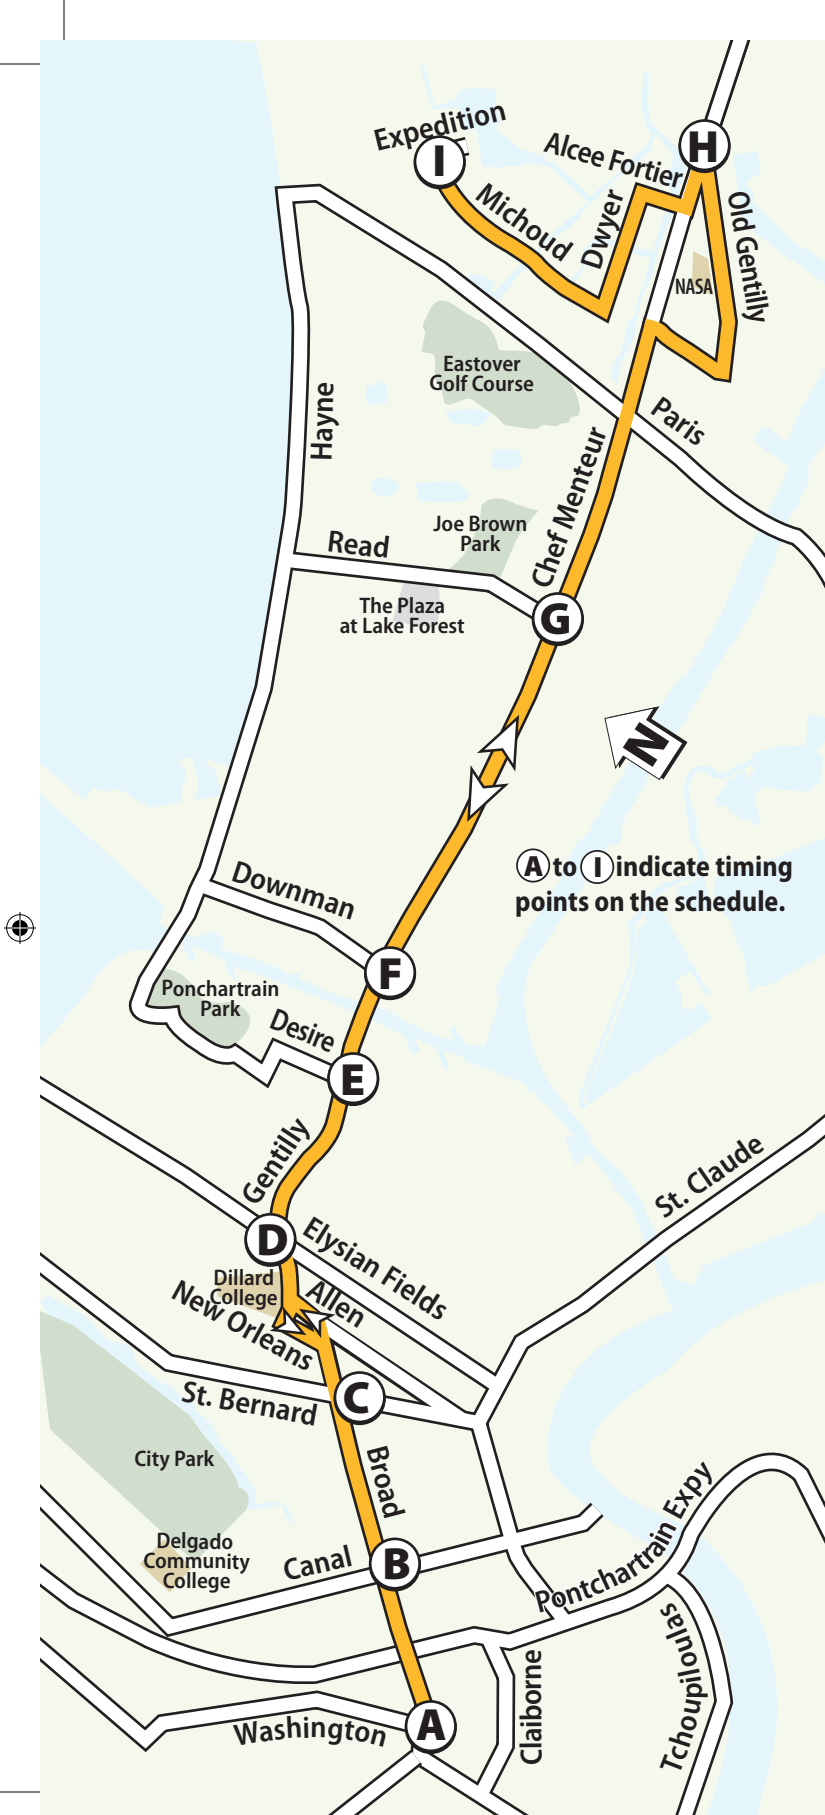 Expedition
I
Alcee Fortier
H
Michoud
Dwyer
Old Gentilly
NASA
Eastover
Golf Course
Hayne
Paris
Chef Menteur
Joe Brown
Park
Read
The Plaza
at Lake Forest
G
N
A to I indicate timing
points on the schedule.
Downman
F
Ponchartrain
Park
Desire
E
Gentilly
St. Claude
D
Elysian Fields
Dillard
College
Allen
New Orleans
St. Bernard
C
City Park
Broad
Pontchartrain Expy
Delgado
Community
College
Canal
B
Tchoupiloulas
Claiborne
Washington
A